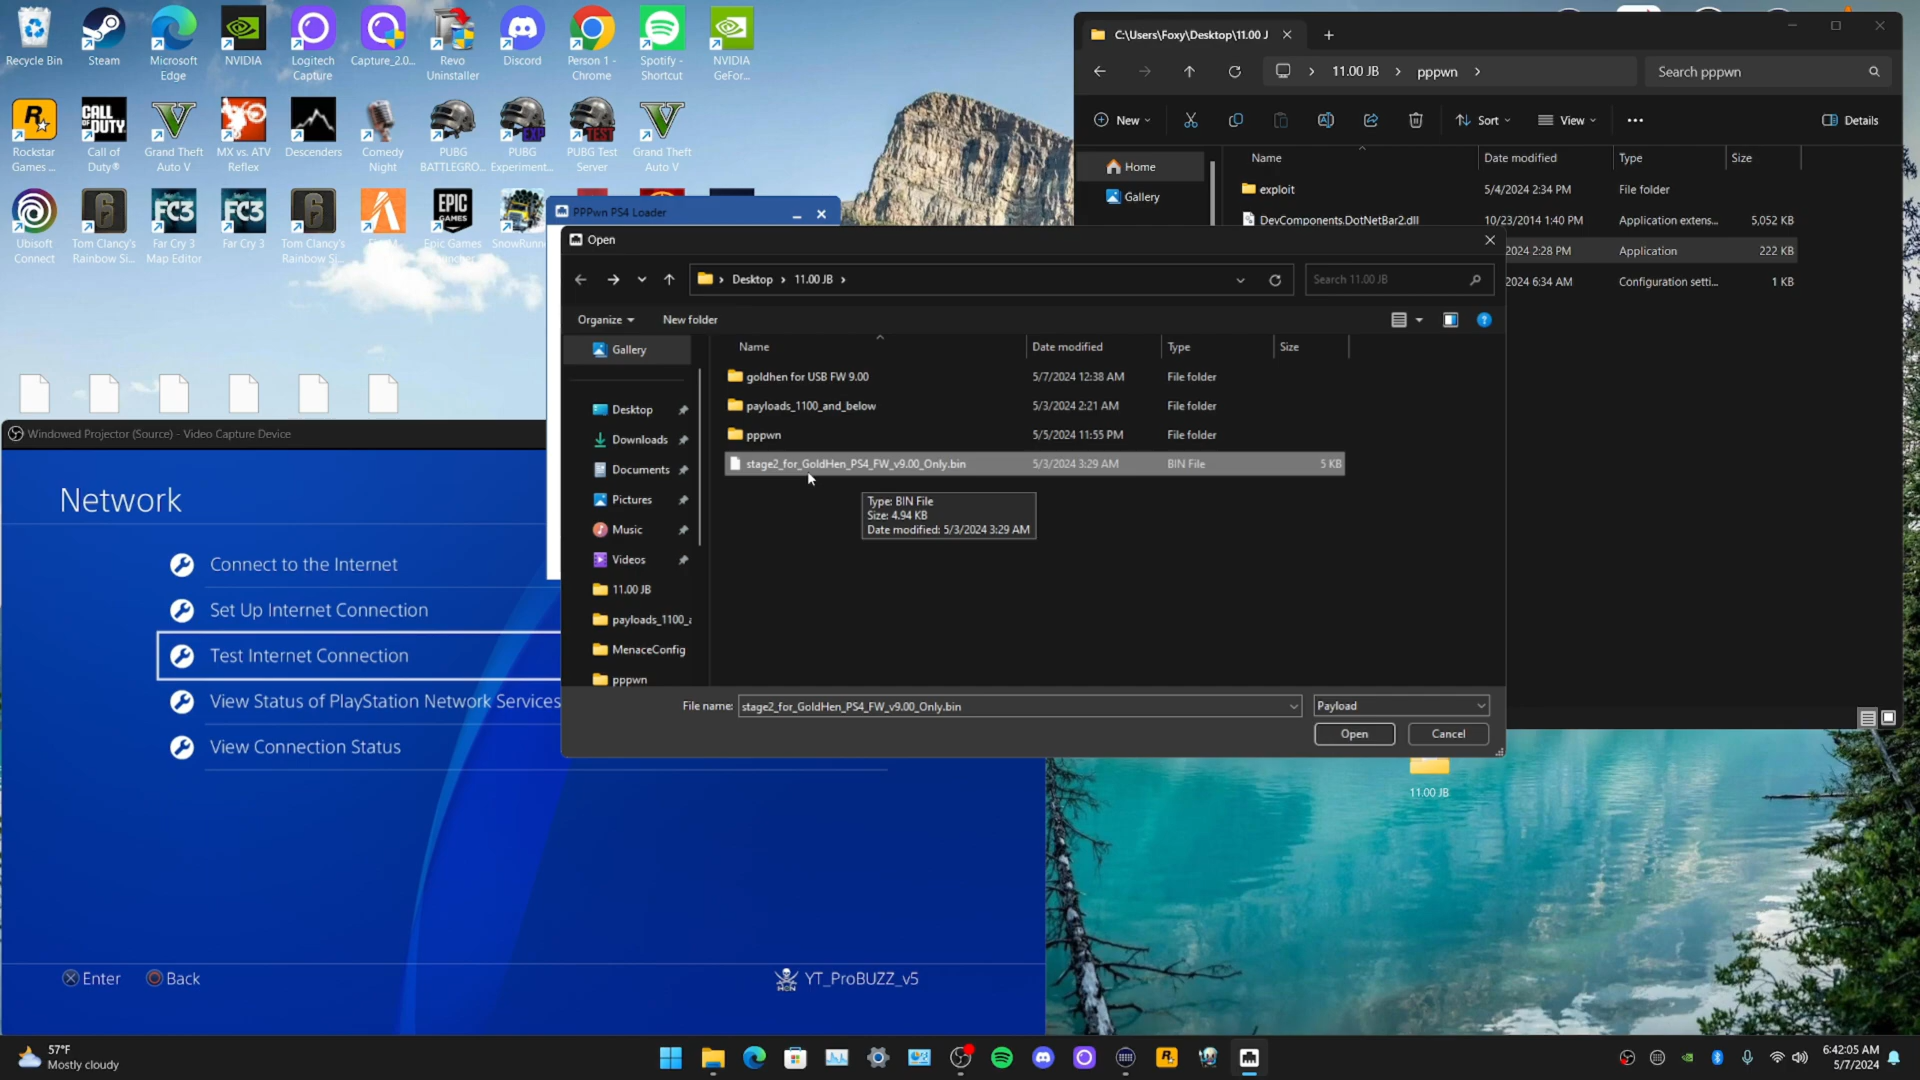 Recycle Bin
Steam
Microsoft Edge
NVIDIA
Logitech Capture
Capture_2.0...
Revo Uninstaller
Discord
Person 1 - Chrome
Spotify - Shortcut
NVIDIA GeFor...
Rockstar Games ...
Call of Duty®
Grand Theft Auto V
MX vs. ATV Reflex
Descenders
Comedy Night
PUBG BATTLEGRO...
PUBG Experiment...
PUBG Test Server
Grand Theft Auto V
Ubisoft Connect
Tom Clancy's Rainbow Si...
Far Cry 3 Map Editor
Far Cry 3
Tom Clancy's Rainbow Si...
Epic Games
SnowRunn
C:\Users\Foxy\Desktop\11.00 J
11.00 JB
pppwn
Search pppwn
New
Sort
View
Details
Home
Gallery
Name
Date modified
Type
Size
exploit
5/4/2024 2:34 PM
File folder
DevComponents.DotNetBar2.dll
10/23/2014 1:40 PM
Application extens...
5,052 KB
2024 2:28 PM
Application
222 KB
2024 6:34 AM
Configuration setti...
1 KB
PPPwn PS4 Loader
Open
Desktop
11.00 JB
Search 11.00 JB
Organize
New folder
Name
Date modified
Type
Size
Gallery
Desktop
Downloads
Documents
Pictures
Music
Videos
11.00 JB
payloads_1100_a
MenaceConfig
pppwn
goldhen for USB FW 9.00
5/7/2024 12:38 AM
File folder
payloads_1100_and_below
5/3/2024 2:21 AM
File folder
pppwn
5/5/2024 11:55 PM
File folder
stage2_for_GoldHen_PS4_FW_v9.00_Only.bin
5/3/2024 3:29 AM
BIN File
5 KB
Type: BIN File
Size: 4.94 KB
Date modified: 5/3/2024 3:29 AM
File name:
stage2_for_GoldHen_PS4_FW_v9.00_Only.bin
Payload
Open
Cancel
Windowed Projector (Source) - Video Capture Device
Network
Connect to the Internet
Set Up Internet Connection
Test Internet Connection
View Status of PlayStation Network Services
View Connection Status
Enter
Back
YT_ProBUZZ_v5
11.00 JB
57°F
Mostly cloudy
6:42:05 AM
5/7/2024